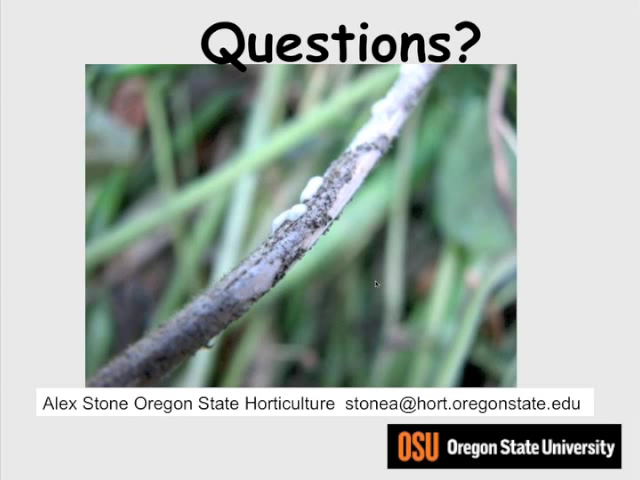 Questions?
Alex Stone Oregon State Horticulture  stonea@hort.oregonstate.edu
OSU Oregon State University